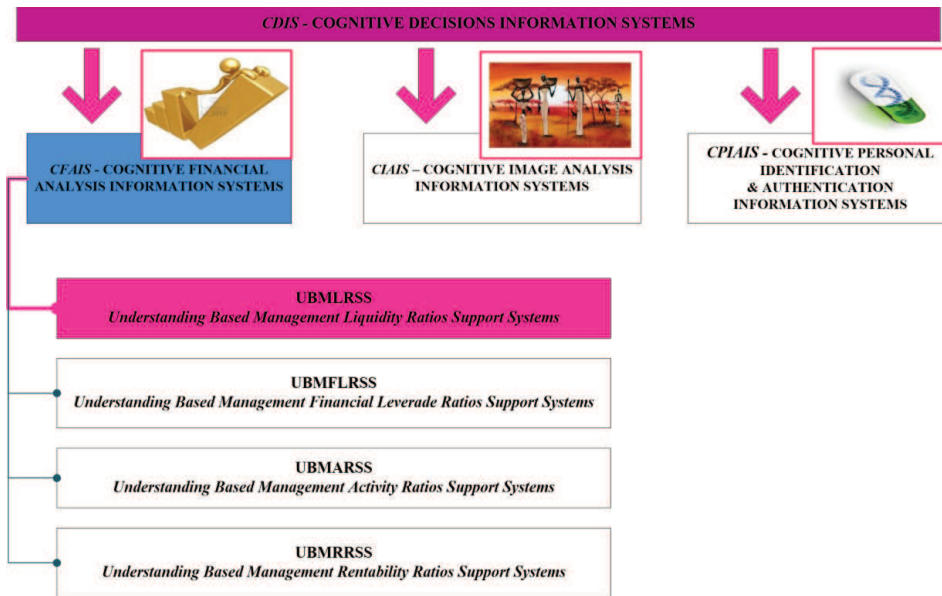 CDIS - COGNITIVE DECISIONS INFORMATION SYSTEMS
CFAIS - COGNITIVE FINANCIAL
ANALYSIS INFORMATION SYSTEMS
CIAIS – COGNITIVE IMAGE ANALYSIS
INFORMATION SYSTEMS
CPIAIS - COGNITIVE PERSONAL
IDENTIFICATION
& AUTHENTICATION
INFORMATION SYSTEMS
UBMLRSS
Understanding Based Management Liquidity Ratios Support Systems
UBMFLRSS
Understanding Based Management Financial Leverade Ratios Support Systems
UBMARSS
Understanding Based Management Activity Ratios Support Systems
UBMRRSS
Understanding Based Management Rentability Ratios Support Systems